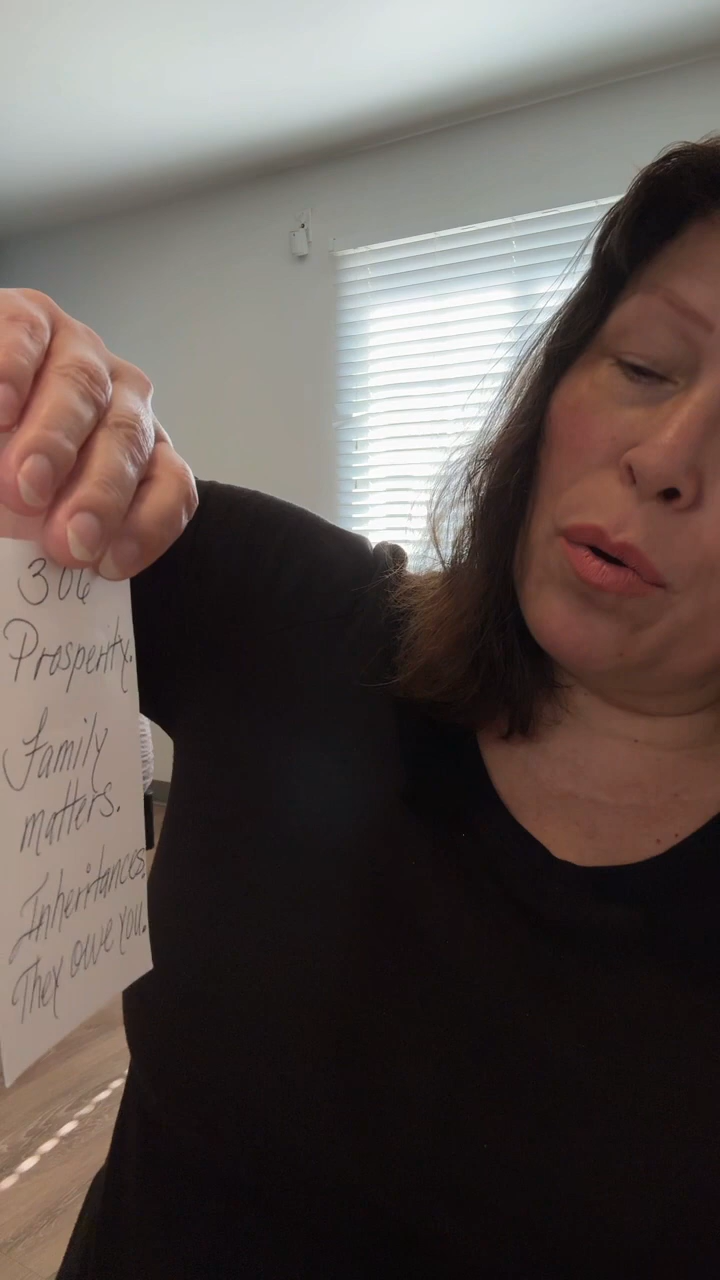 306
Prosperity.
Family
matters.
Inheritances.
They owe you.